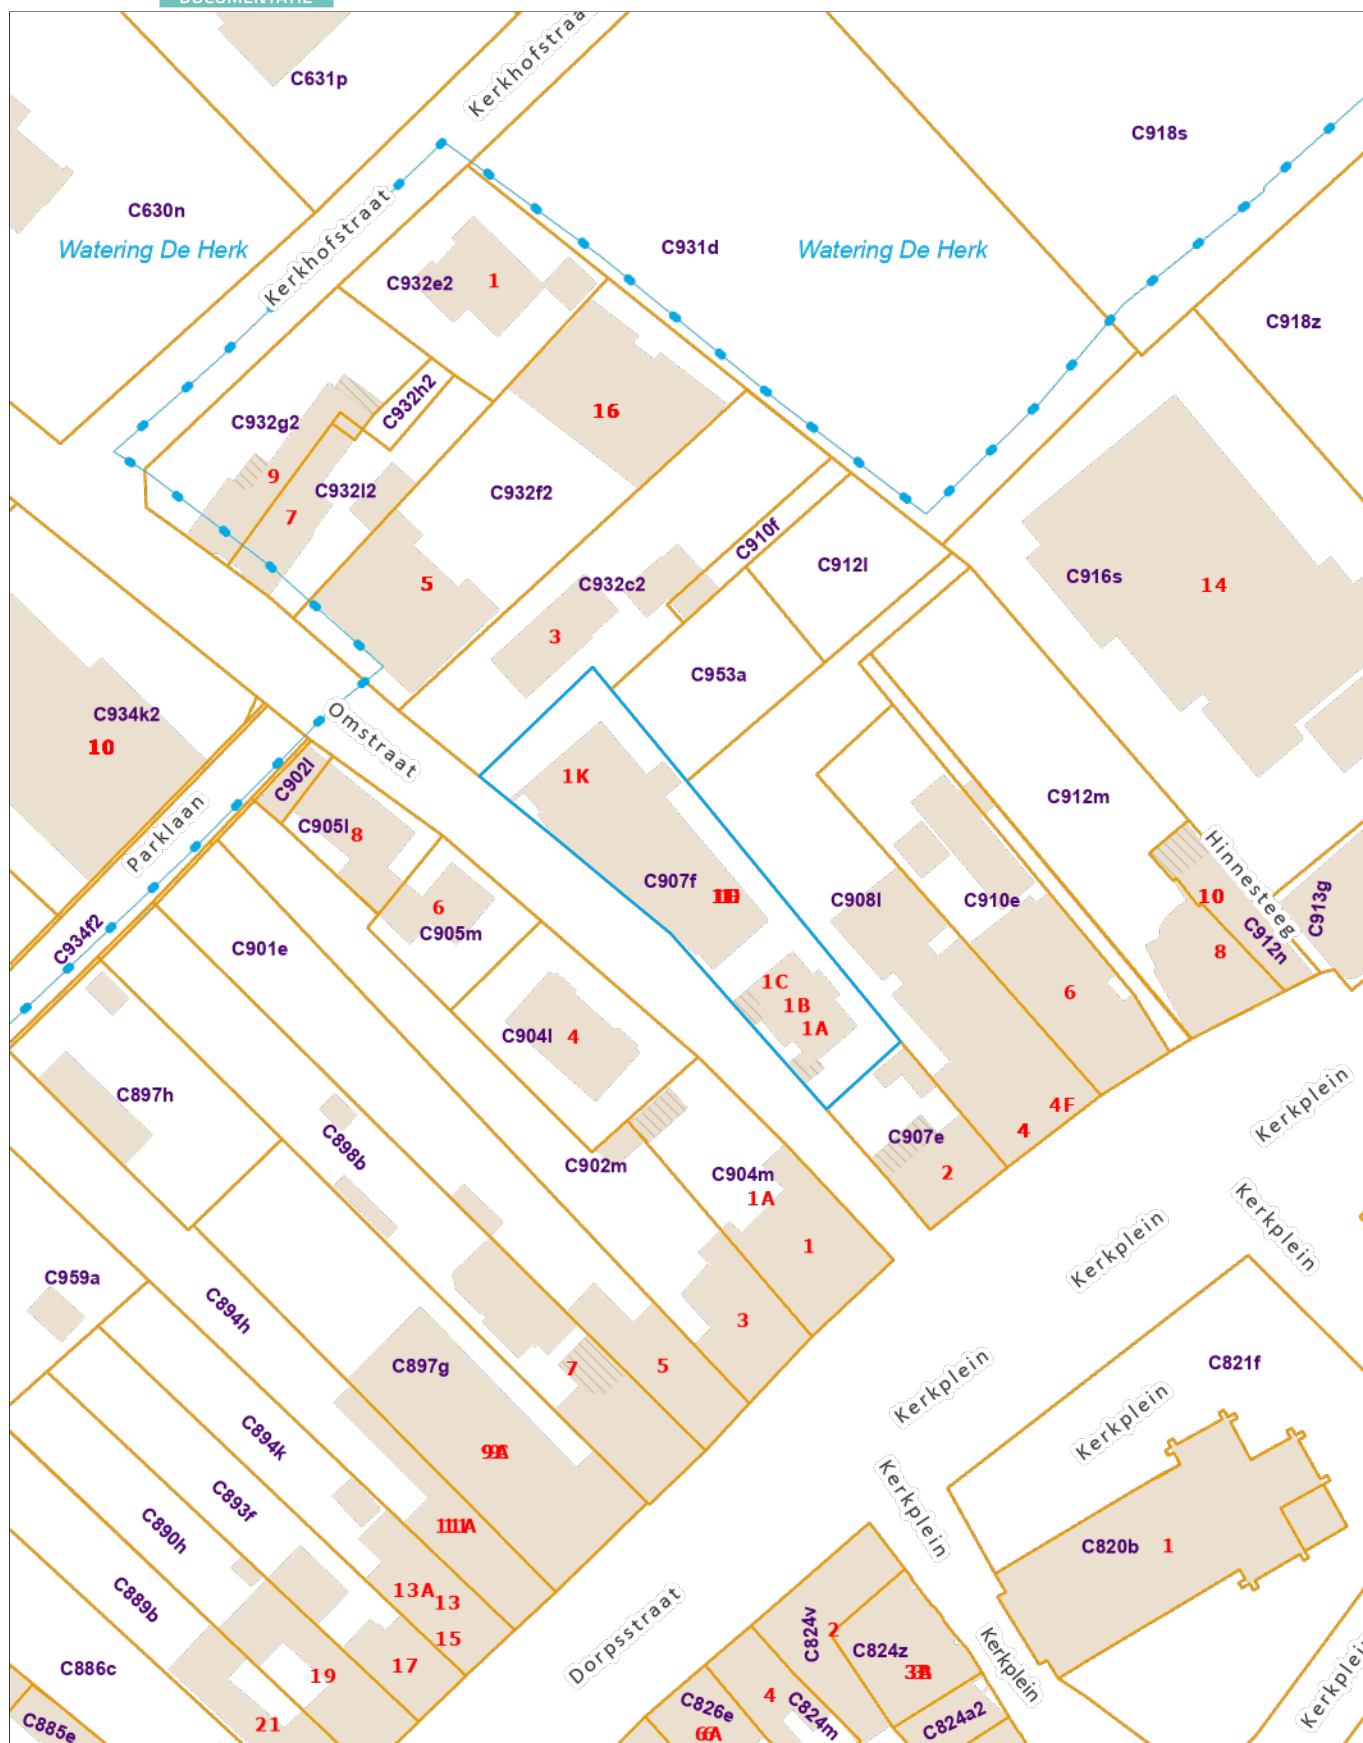 DOCUMENTATIE
Kerkhofstraat
C631p
C918s
C630n
Watering De Herk
Kerkhofstraat
C931d
Watering De Herk
C932e2
1
C918z
C932h2
16
C932g2
9
C932l2
7
C932f2
C910f
C912l
C916s
14
5
C932c2
3
C953a
C934k2
10
Omstraat
C902l
1K
Parklaan
C905l
8
C912m
Hinnesteeg
C907f
C908l
C910e
10
C913g
6
C905m
C934f2
C901e
C912n
8
1C
1B
1A
6
C904l
4
C897h
C898b
4F
4
C907e
2
Kerkplein
C902m
C904m
1A
1
Kerkplein
Kerkplein
C959a
C894h
3
C897g
7
5
Kerkplein
C821f
Kerkplein
C894k
Kerkplein
C893f
C890h
C820b
1
13A
13
15
C889b
17
19
21
C886c
C885e
Dorpsstraat
C824v
2
C824z
Kerkplein
4
C824m
C826e
C824a2